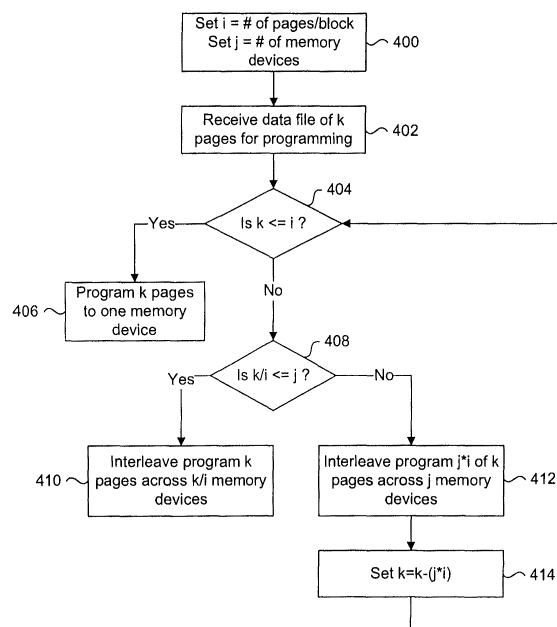 Set i = # of pages/block
Set j = # of memory
devices
400
Receive data file of k
pages for programming
402
404
Is k <= i ?
Yes
No
406
Program k pages
to one memory
device
408
Is k/i <= j ?
Yes
No
410
Interleave program k
pages across k/i memory
devices
Interleave program j*i of k
pages across j memory
devices
412
Set k=k-(j*i)
414